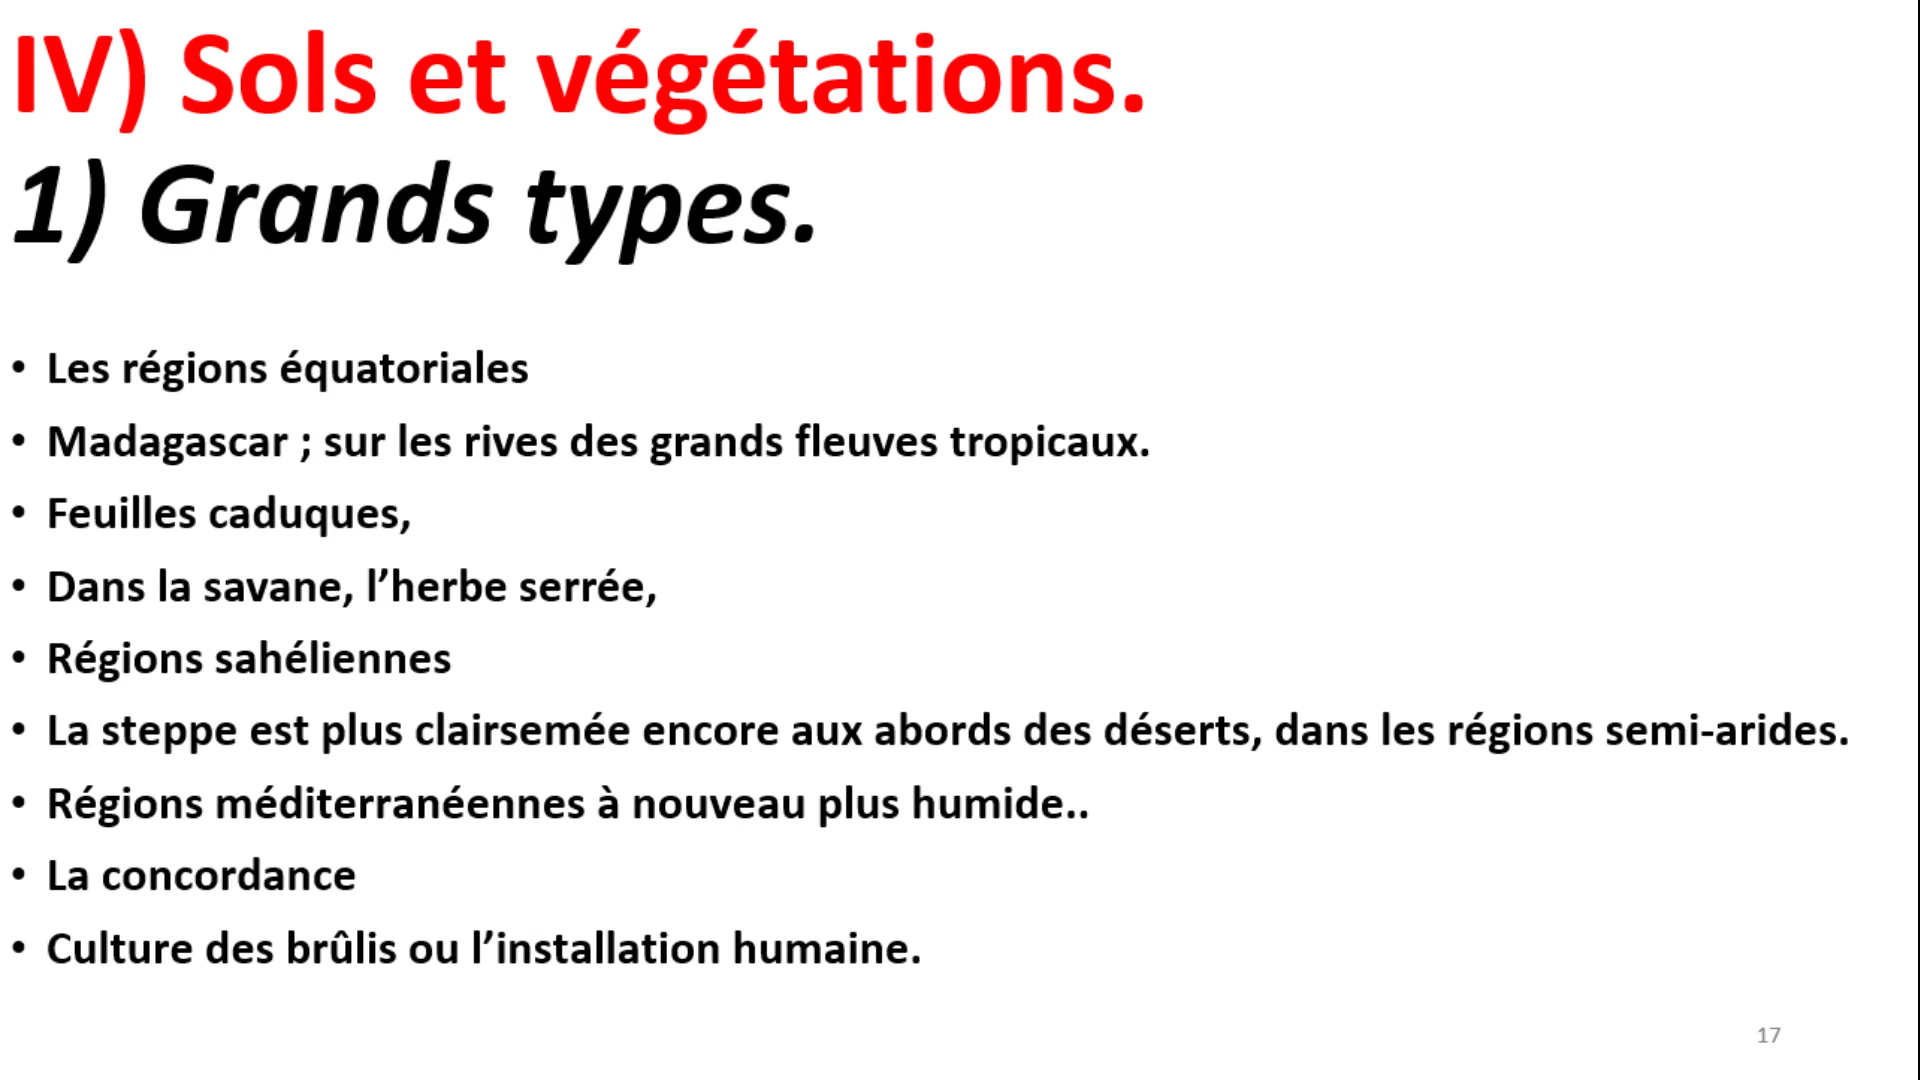 IV) Sols et végétations.
1) Grands types.
• Les régions équatoriales
• Madagascar ; sur les rives des grands fleuves tropicaux.
• Feuilles caduques,
• Dans la savane, l’herbe serrée,
• Régions sahéliennes
• La steppe est plus clairsemée encore aux abords des déserts, dans les régions semi-arides.
• Régions méditerranéennes à nouveau plus humide..
• La concordance
• Culture des brûlis ou l’installation humaine.
17